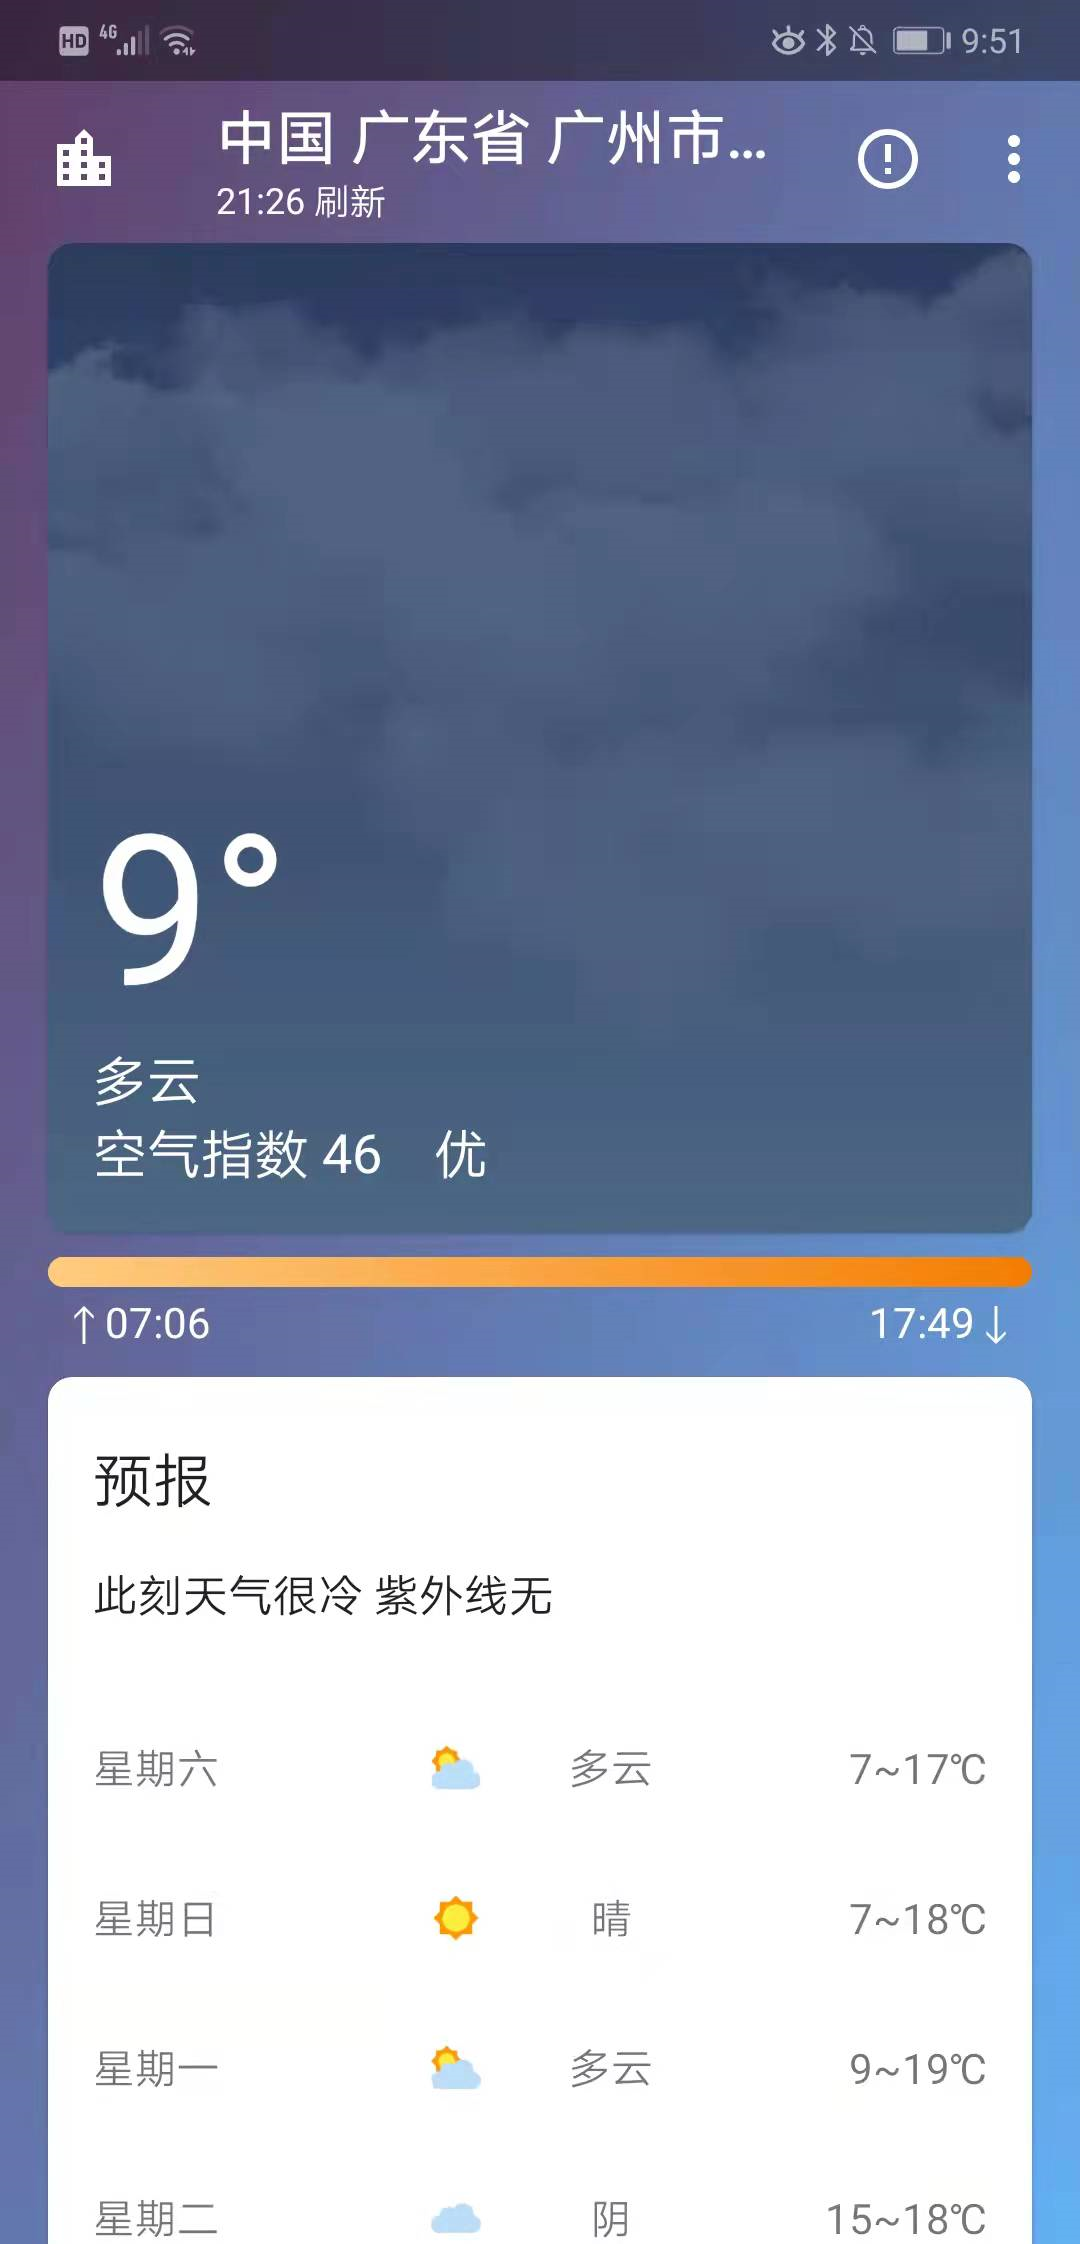 HD 4G 9:51
中国 广东省 广州市...
21:26 刷新
9°
多云
空气指数 46 优
↑07:06 17:49↓
预报
此刻天气很冷 紫外线无
星期六 多云 7~17℃
星期日 晴 7~18℃
星期一 多云 9~19℃
星期二 阴 15~18℃